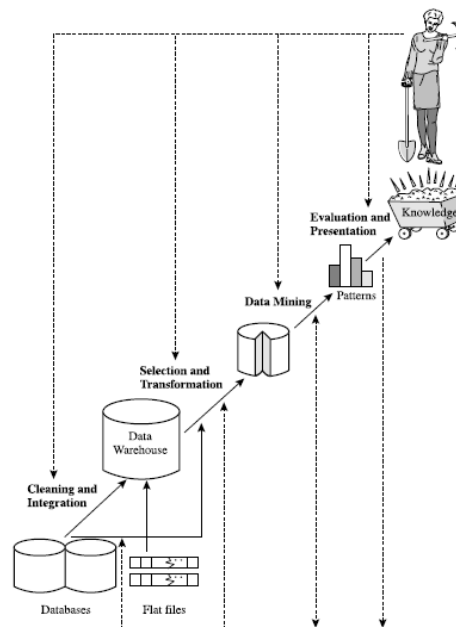 Evaluation and
Presentation
Knowledge
Data Mining
Patterns
Selection and
Transformation
Data
Warehouse
Cleaning and
Integration
Databases
Flat files